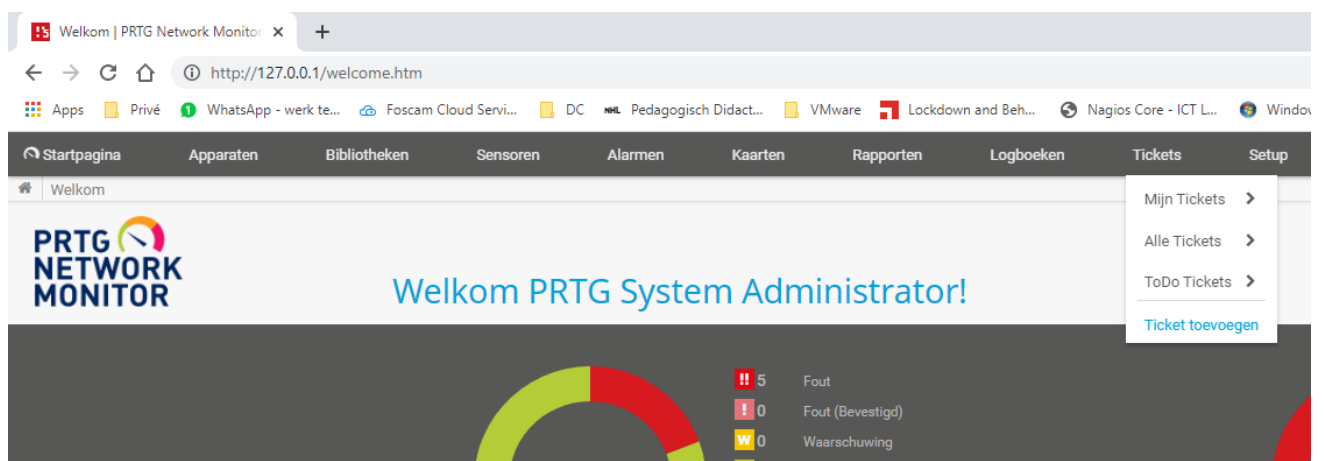 Welkom | PRTG Network Monitor
http://127.0.0.1/welcome.htm
Apps Privé WhatsApp - werk te... Foscam Cloud Servi... DC NHL Pedagogisch Didact... VMware Lockdown and Beh... Nagios Core - ICT L... Window
Startpagina Apparaten Bibliotheken Sensoren Alarmen Kaarten Rapporten Logboeken Tickets Setup
Welkom
Mijn Tickets
Alle Tickets
ToDo Tickets
Ticket toevoegen
PRTG
NETWORK
MONITOR
Welkom PRTG System Administrator!
!! 5 Fout
! 0 Fout (Bevestigd)
W 0 Waarschuwing